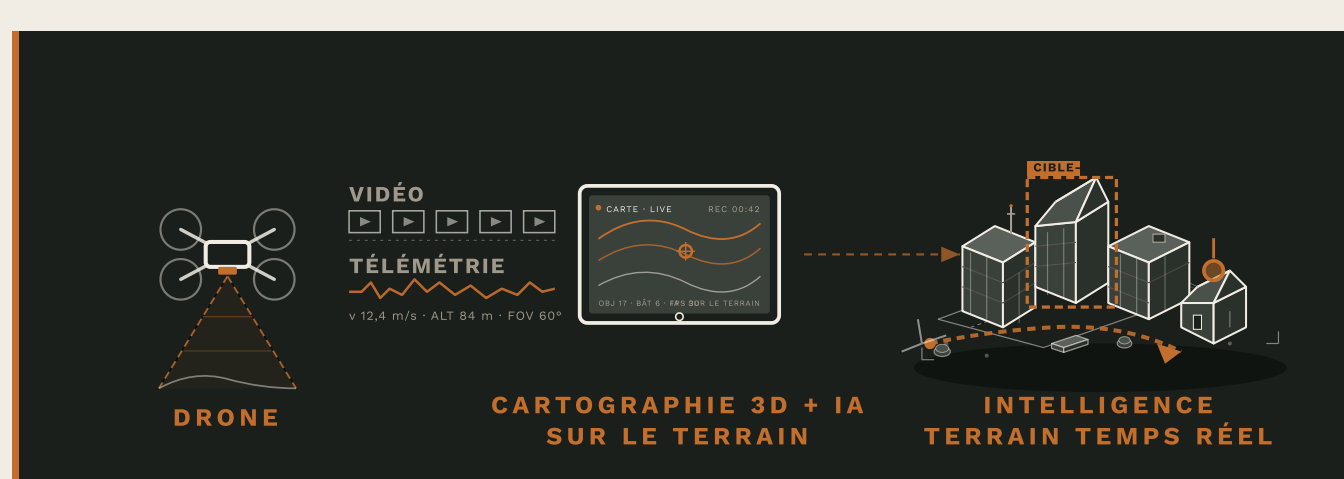 VIDÉO
TÉLÉMÉTRIE
v 12,4 m/s · ALT 84 m · FOV 60°
CARTE · LIVE
REC 00:42
OBJ 17 · BÂT 6 ·
SUR LE TERRAIN
CIBLE-
DRONE
CARTOGRAPHIE 3D + IA
SUR LE TERRAIN
INTELLIGENCE
TERRAIN TEMPS RÉEL